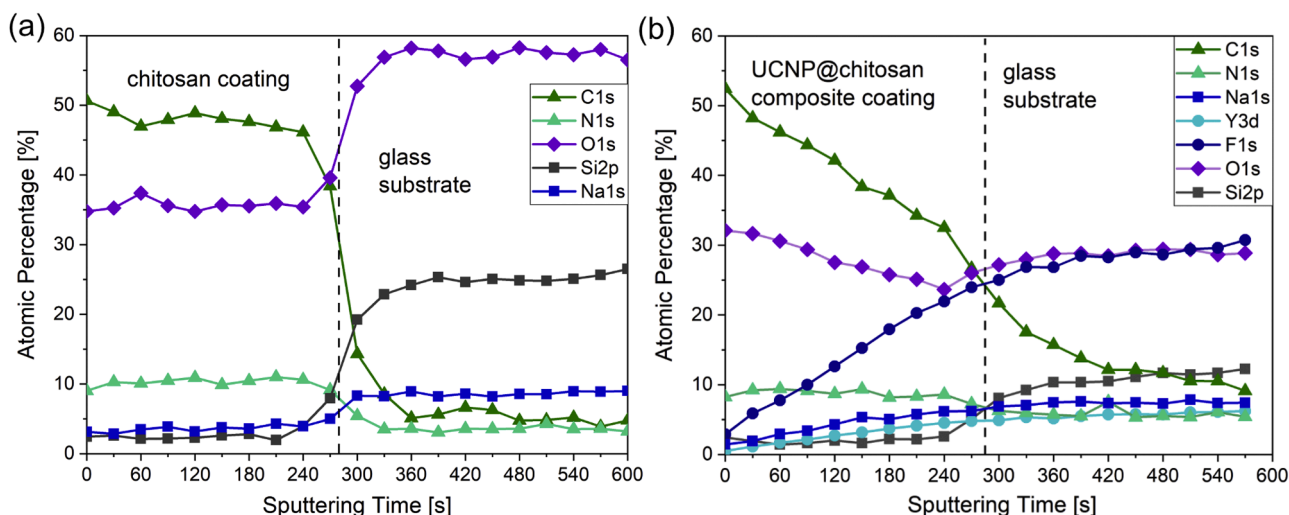 (a)
60
50
40
30
20
10
0
Atomic Percentage [%]
chitosan coating
glass
substrate
C1s
N1s
O1s
Si2p
Na1s
0 60 120 180 240 300 360 420 480 540 600
Sputtering Time [s]
(b)
60
50
40
30
20
10
0
Atomic Percentage [%]
UCNP@chitosan
composite coating
glass
substrate
C1s
N1s
Na1s
Y3d
F1s
O1s
Si2p
0 60 120 180 240 300 360 420 480 540 600
Sputtering Time [s]